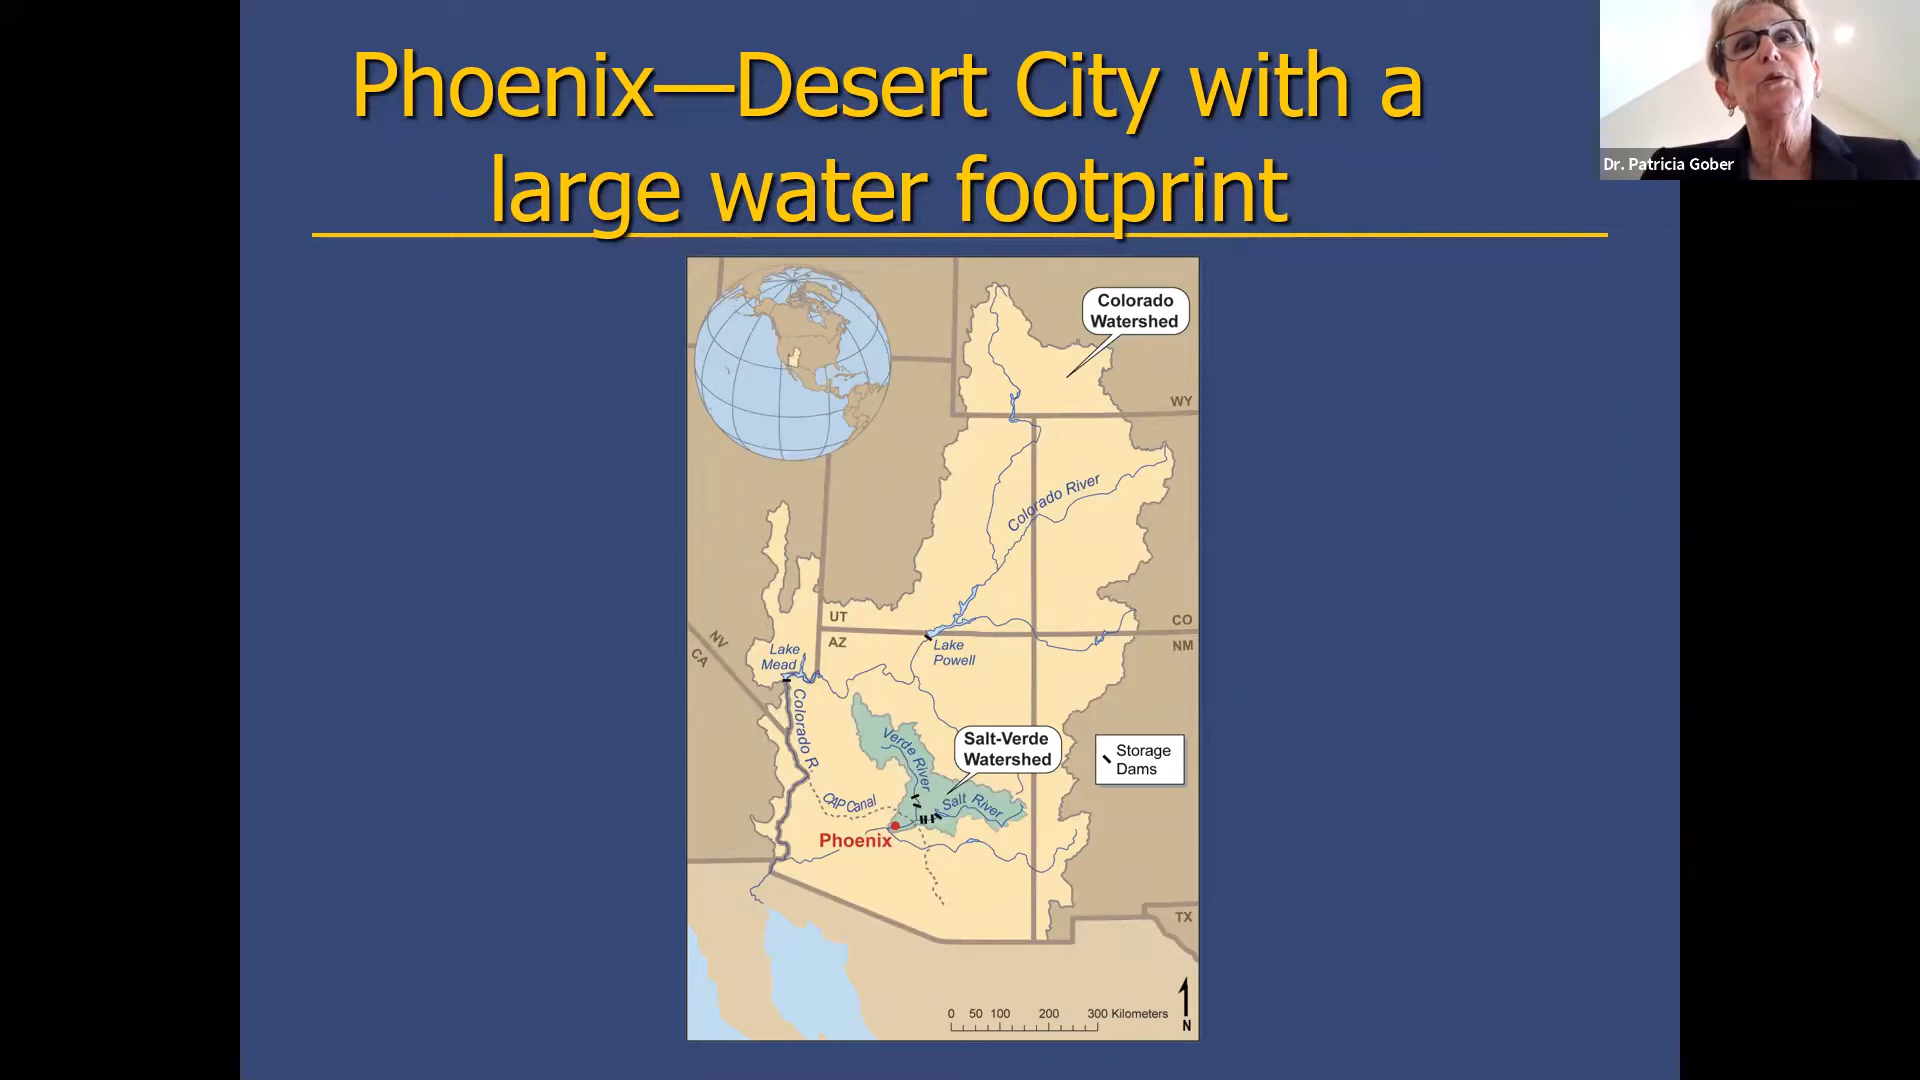 Phoenix—Desert City with a
large water footprint
Dr. Patricia Gober
Colorado
Watershed
WY
Colorado River
UT
CO
AZ
NM
NV
CA
Lake
Mead
Lake
Powell
Colorado R.
Verde River
Salt-Verde
Watershed
Storage
Dams
CAP Canal
Salt River
Phoenix
TX
0 50 100 200 300 Kilometers
N